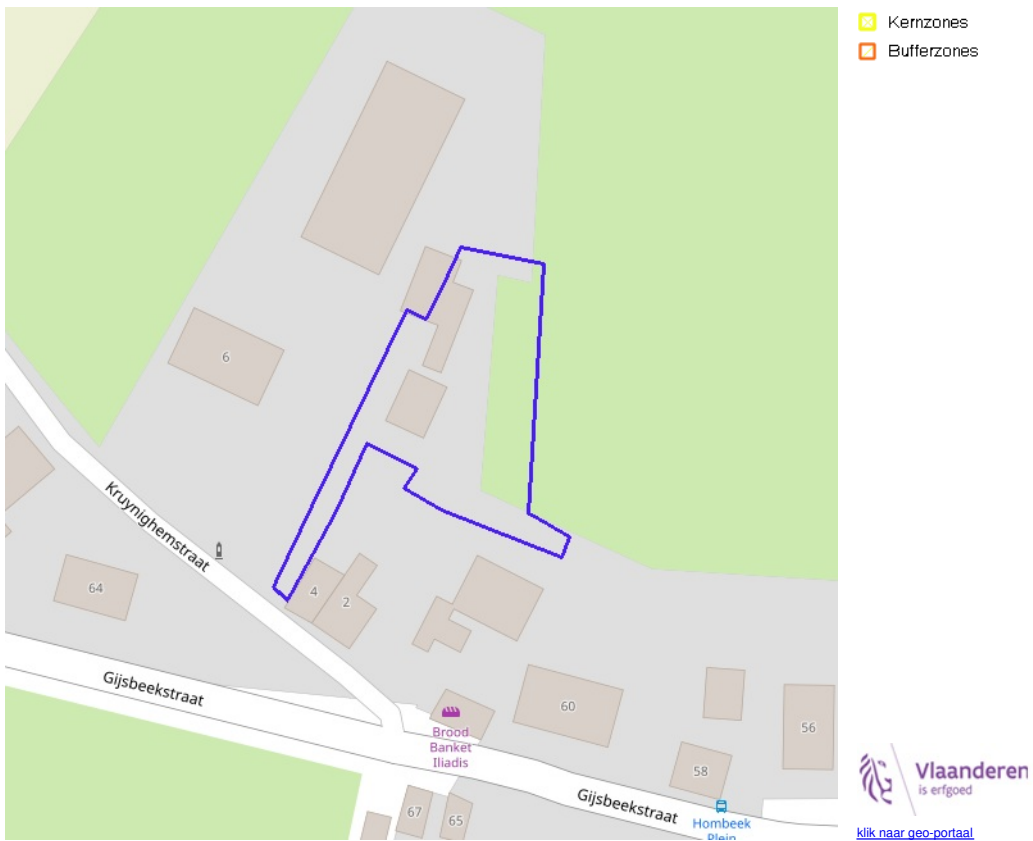 Kernzones
Bufferzones
6
Kruynighemstraat
64
4
2
Gijsbeekstraat
Brood
Banket
Iliadis
60
56
58
67
65
Gijsbeekstraat
Hombeek
Plein
Vlaanderen
is erfgoed
klik naar geo-portaal